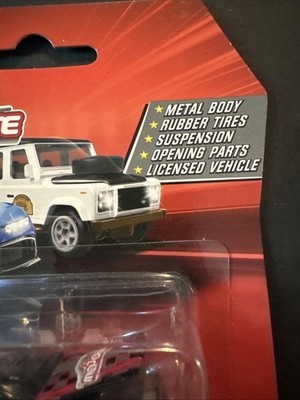 METAL BODY
RUBBER TIRES
SUSPENSION
OPENING PARTS
LICENSED VEHICLE